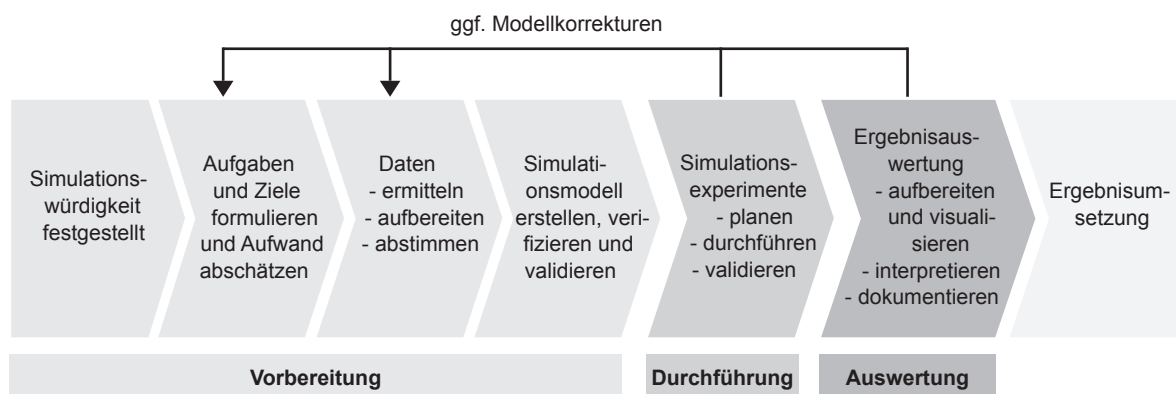 ggf. Modellkorrekturen
Simulations-
würdigkeit
festgestellt
Aufgaben
und Ziele
formulieren
und Aufwand
abschätzen
Daten
- ermitteln
- aufbereiten
- abstimmen
Simulati-
onsmodell
erstellen, veri-
fizieren und
validieren
Simulations-
experimente
- planen
- durchführen
- validieren
Ergebnisaus-
wertung
- aufbereiten
und visuali-
sieren
- interpretieren
- dokumentieren
Ergebnisum-
setzung
Vorbereitung
Durchführung
Auswertung